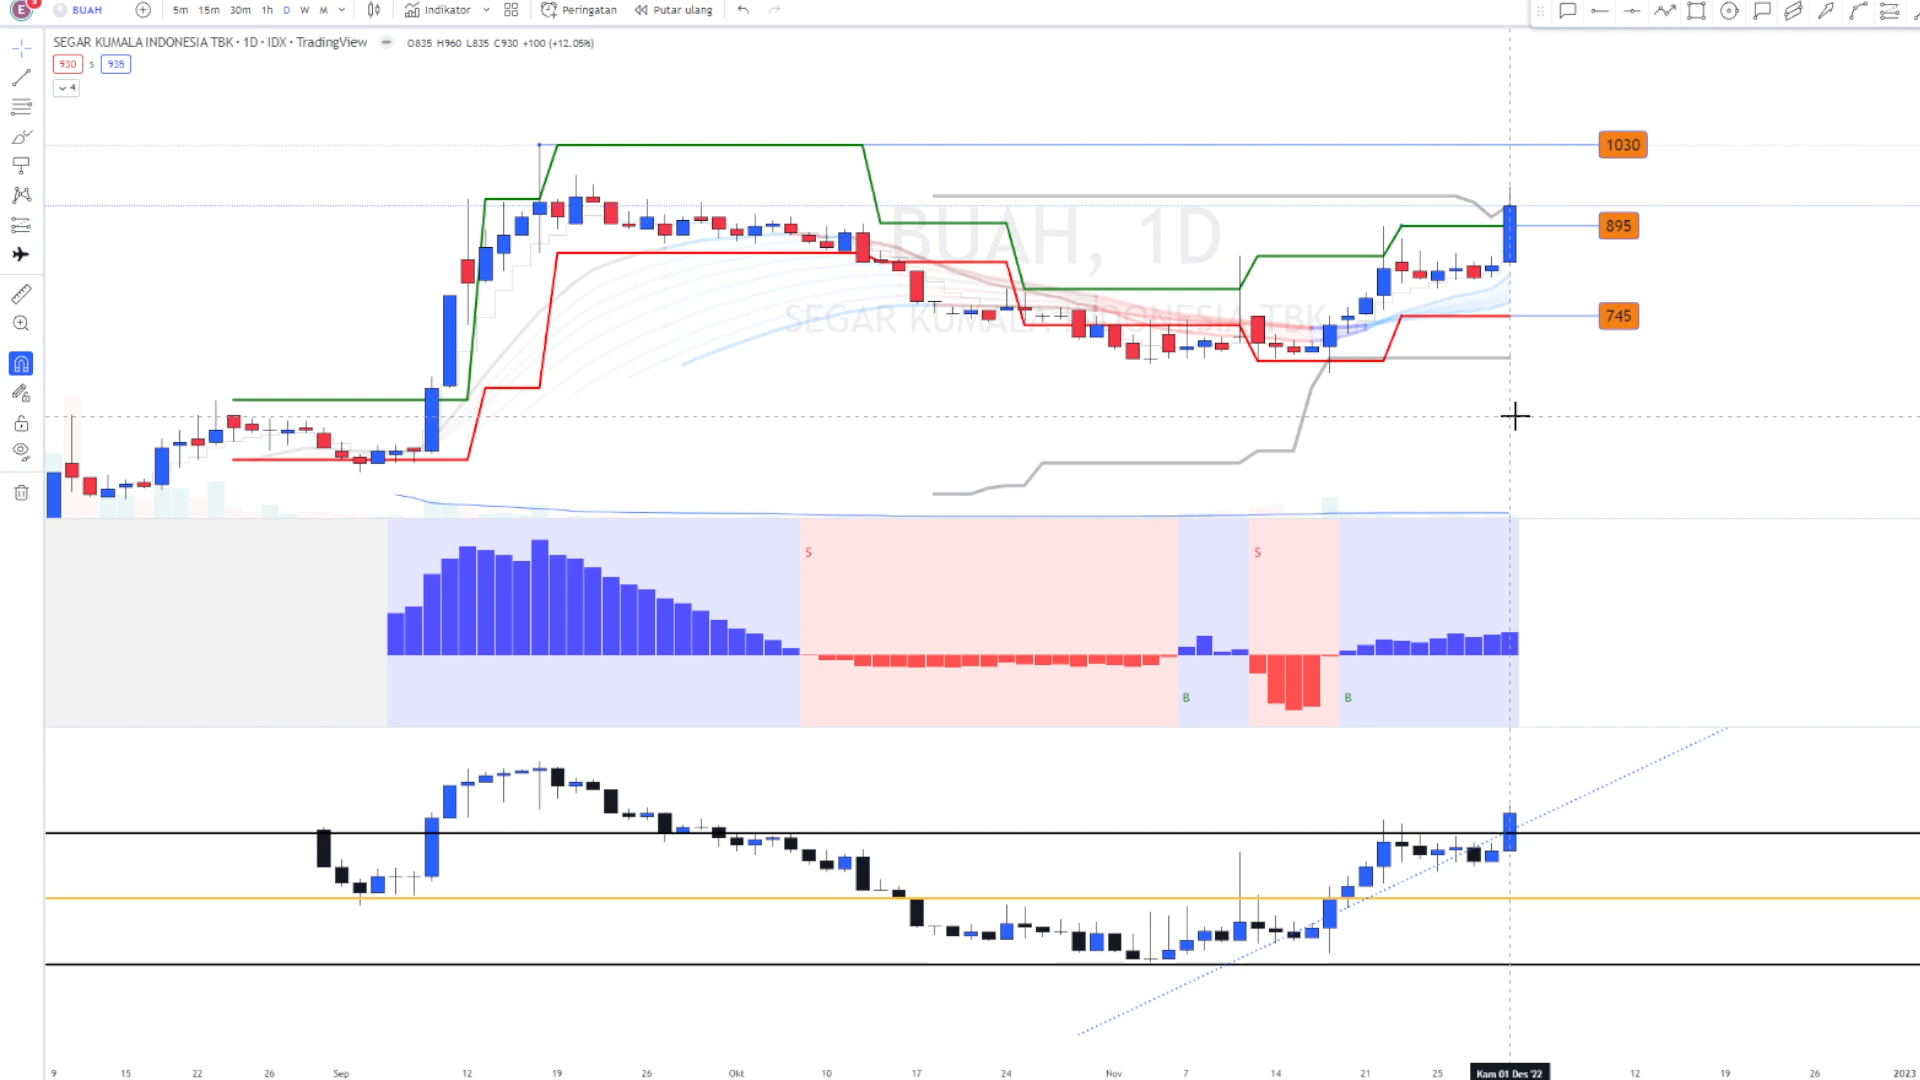 E 5 BUAH 5m 15m 30m 1h D W M Indikator Peringatan Putar ulang
SEGAR KUMALA INDONESIA TBK · 1D · IDX · TradingView O835 H960 L835 C930 +100 (+12.05%)
930 5 935
4
1030
BUAH, 1D
895
SEGAR KUMALA INDONESIA TBK
745
S S
B B
9 15 22 26 Sep 12 19 26 Okt 10 17 24 Nov 7 14 21 25 Kam 01 Des '22 12 19 26 2023